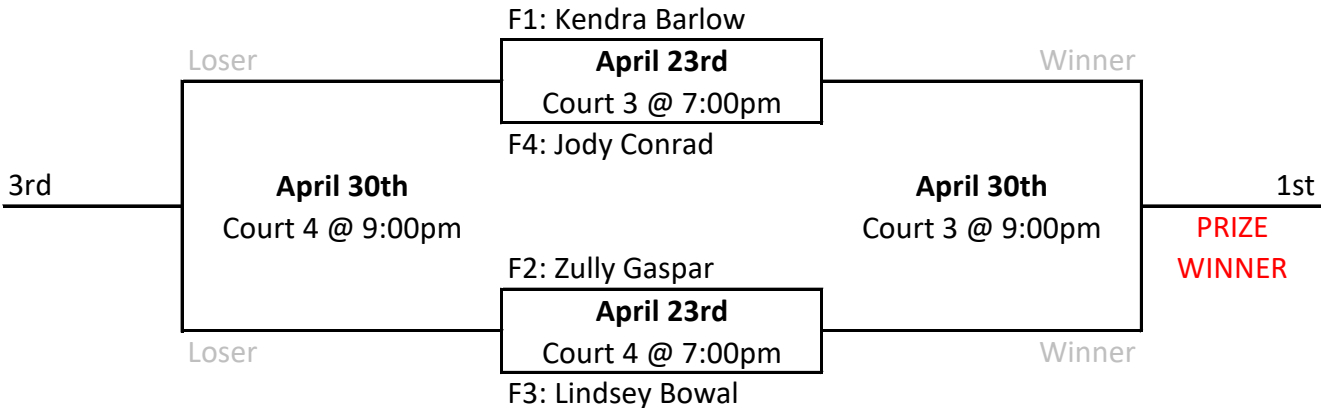 F1: Kendra Barlow
Loser
April 23rd
Winner
Court 3 @ 7:00pm
F4: Jody Conrad
3rd
April 30th
April 30th
1st
Court 4 @ 9:00pm
Court 3 @ 9:00pm
PRIZE
F2: Zully Gaspar
WINNER
April 23rd
Loser
Court 4 @ 7:00pm
Winner
F3: Lindsey Bowal